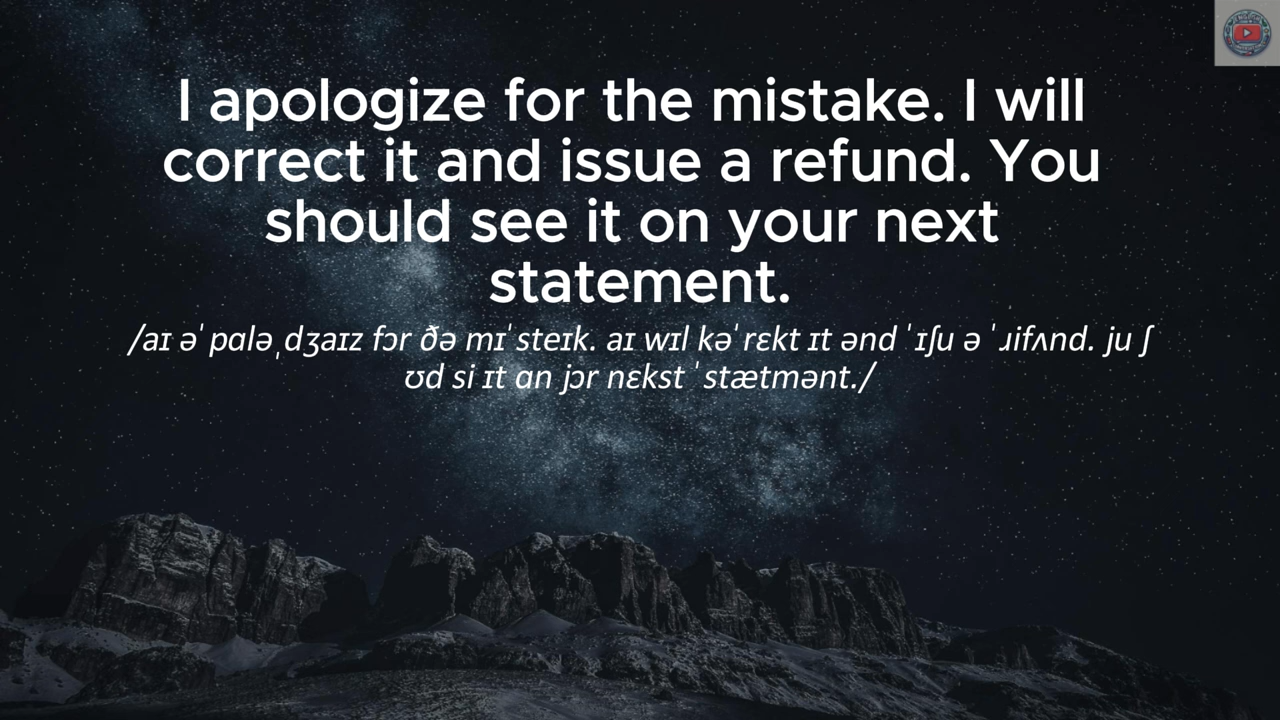 I apologize for the mistake. I will
correct it and issue a refund. You
should see it on your next
statement.
/aɪ əˈpɑləˌdʒaɪz fɔr ðə mɪˈsteɪk. aɪ wɪl kəˈrɛkt ɪt ənd ˈɪʃu ə ˈɹifʌnd. ju ʃ
ʊd si ɪt ɑn jɔr nɛkst ˈstætmənt./